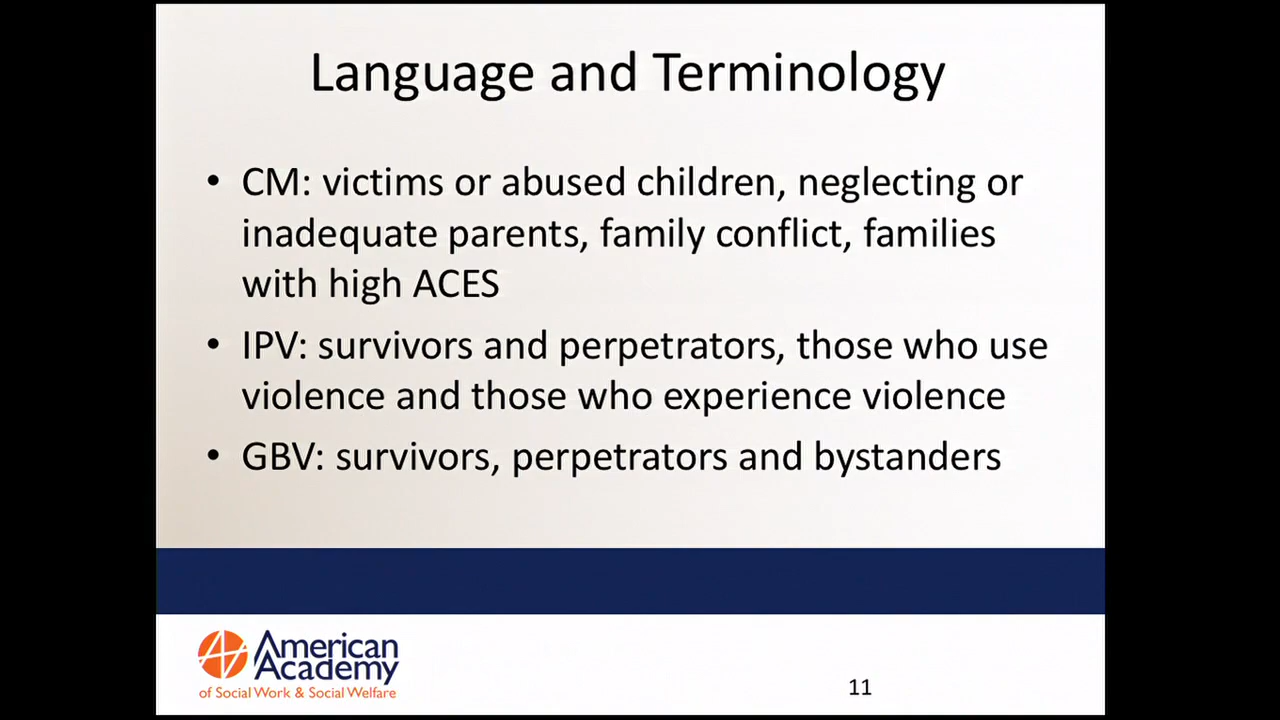 Language and Terminology
• CM: victims or abused children, neglecting or
inadequate parents, family conflict, families
with high ACES
• IPV: survivors and perpetrators, those who use
violence and those who experience violence
• GBV: survivors, perpetrators and bystanders
American
Academy
of Social Work & Social Welfare
11